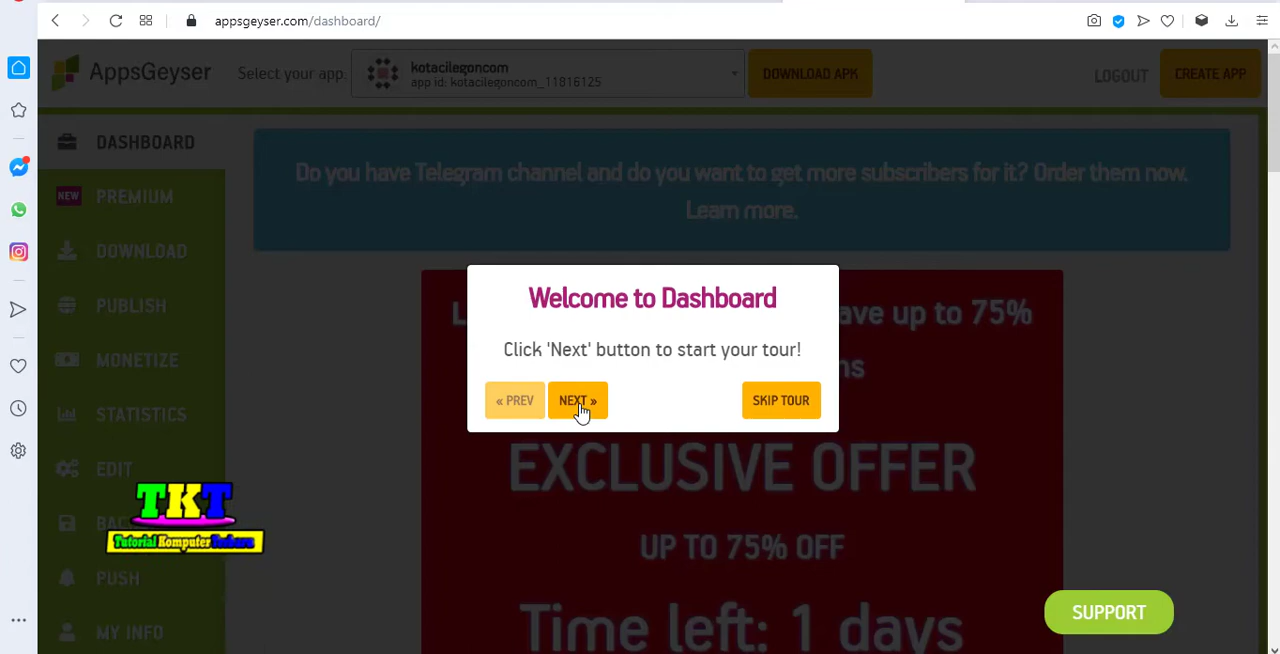 appsgeyser.com/dashboard/
AppsGeyser
Select your app:
kotacilegoncom
app id: kotacilegoncom_11816125
DOWNLOAD APK
LOGOUT
CREATE APP
DASHBOARD
NEW PREMIUM
DOWNLOAD
PUBLISH
MONETIZE
STATISTICS
EDIT
PUSH
MY INFO
Do you have Telegram channel and do you want to get more subscribers for it? Order them now.
Learn more.
ave up to 75%
Welcome to Dashboard
Click 'Next' button to start your tour!
« PREV
NEXT »
SKIP TOUR
EXCLUSIVE OFFER
UP TO 75% OFF
Time left: 1 days
TKT
Tutorial Komputer Terbaru
SUPPORT